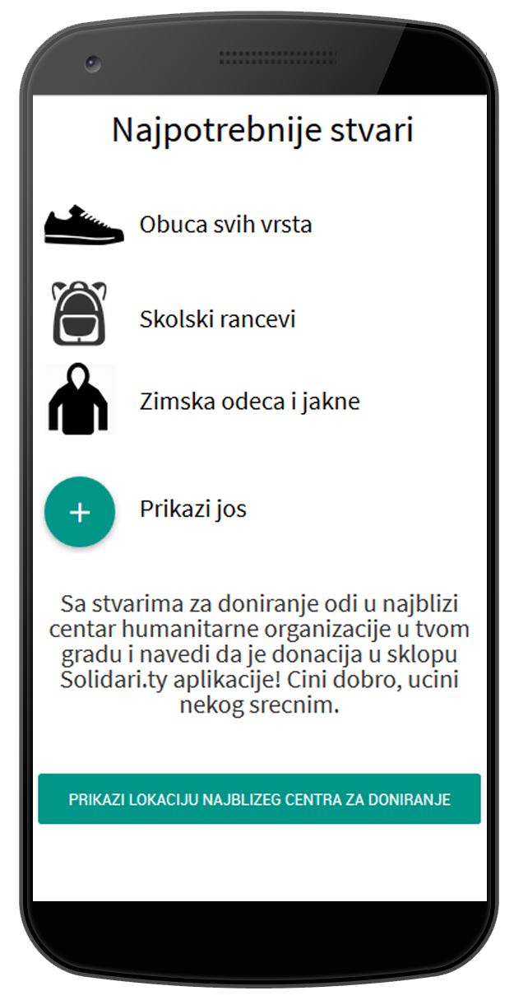 Najpotrebnije stvari
Obuca svih vrsta
Skolski rancevi
Zimska odeca i jakne
Prikazi jos
Sa stvarima za doniranje odi u najblizi
centar humanitarne organizacije u tvom
gradu i navedi da je donacija u sklopu
Solidari.ty aplikacije! Cini dobro, ucini
nekog srecnim.
PRIKAZI LOKACIJU NAJBLIZEG CENTRA ZA DONIRANJE